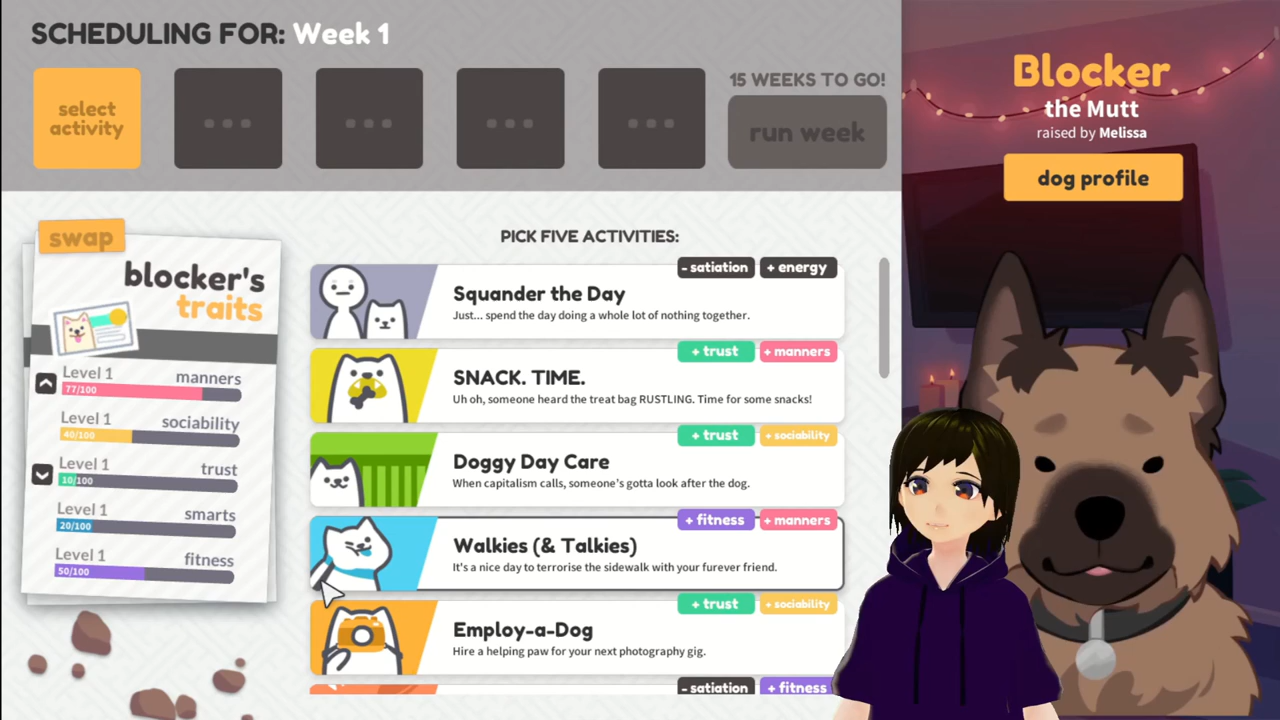 SCHEDULING FOR: Week 1
select
activity
15 WEEKS TO GO!
run week
Blocker
the Mutt
raised by Melissa
dog profile
swap
blocker's
traits
Level 1 manners
77/100
Level 1 sociability
40/100
Level 1 trust
10/100
Level 1 smarts
20/100
Level 1 fitness
50/100
PICK FIVE ACTIVITIES:
- satiation + energy
Squander the Day
Just... spend the day doing a whole lot of nothing together.
+ trust + manners
SNACK. TIME.
Uh oh, someone heard the treat bag RUSTLING. Time for some snacks!
+ trust + sociability
Doggy Day Care
When capitalism calls, someone's gotta look after the dog.
+ fitness + manners
Walkies (& Talkies)
It's a nice day to terrorise the sidewalk with your furever friend.
+ trust + sociability
Employ-a-Dog
Hire a helping paw for your next photography gig.
- satiation + fitness